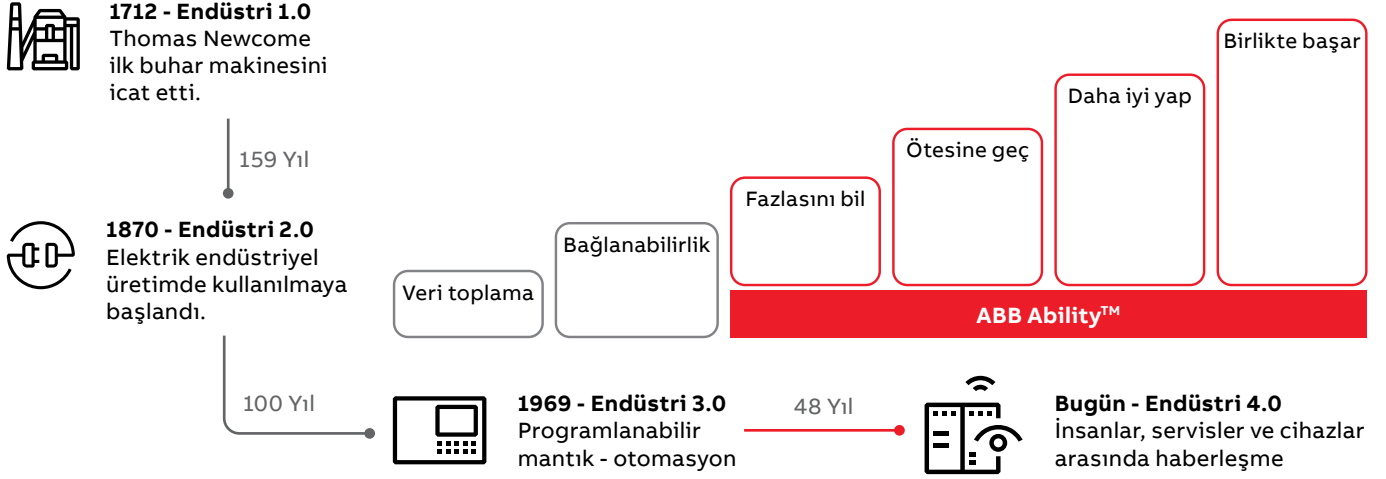 1712 - Endüstri 1.0
Thomas Newcome
ilk buhar makinesini
icat etti.
159 Yıl
1870 - Endüstri 2.0
Elektrik endüstriyel
üretimde kullanılmaya
başlandı.
100 Yıl
Veri toplama
Bağlanabilirlik
Fazlasını bil
Ötesine geç
Daha iyi yap
Birlikte başar
ABB Ability™
1969 - Endüstri 3.0
Programlanabilir
mantık - otomasyon
48 Yıl
Bugün - Endüstri 4.0
İnsanlar, servisler ve cihazlar
arasında haberleşme